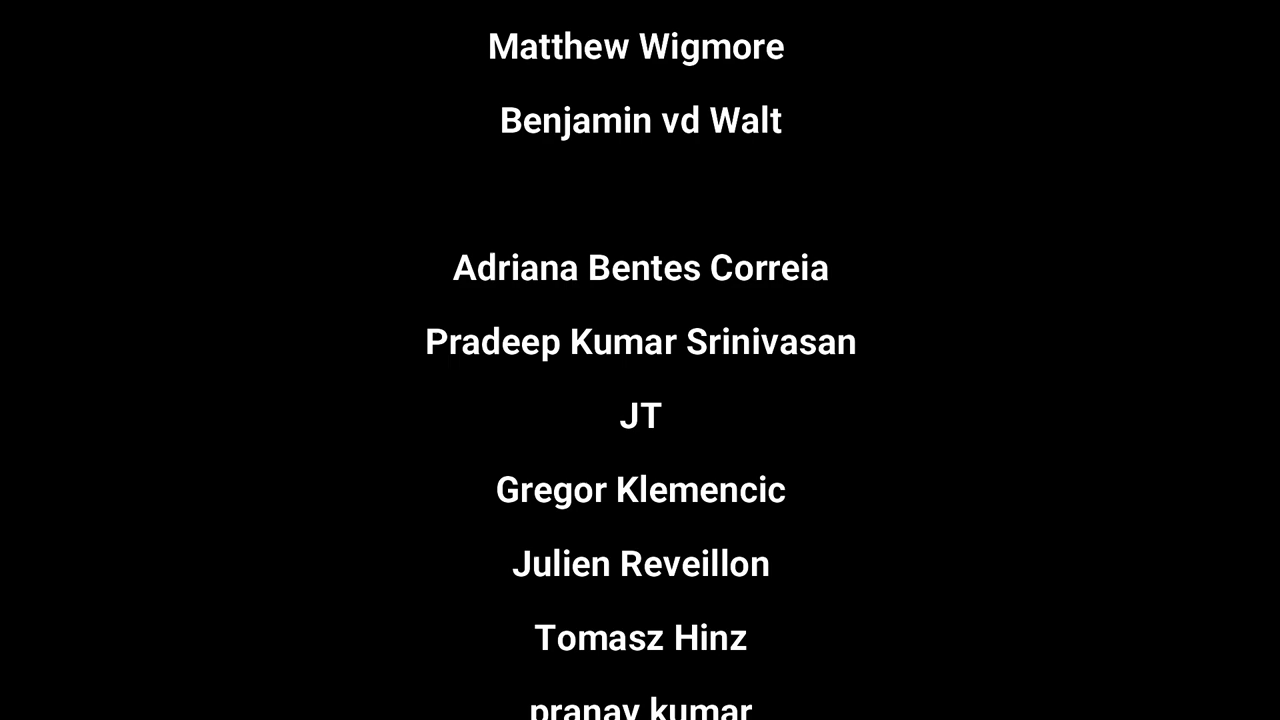 Matthew Wigmore
Benjamin vd Walt
Adriana Bentes Correia
Pradeep Kumar Srinivasan
JT
Gregor Klemencic
Julien Reveillon
Tomasz Hinz
pranav kumar